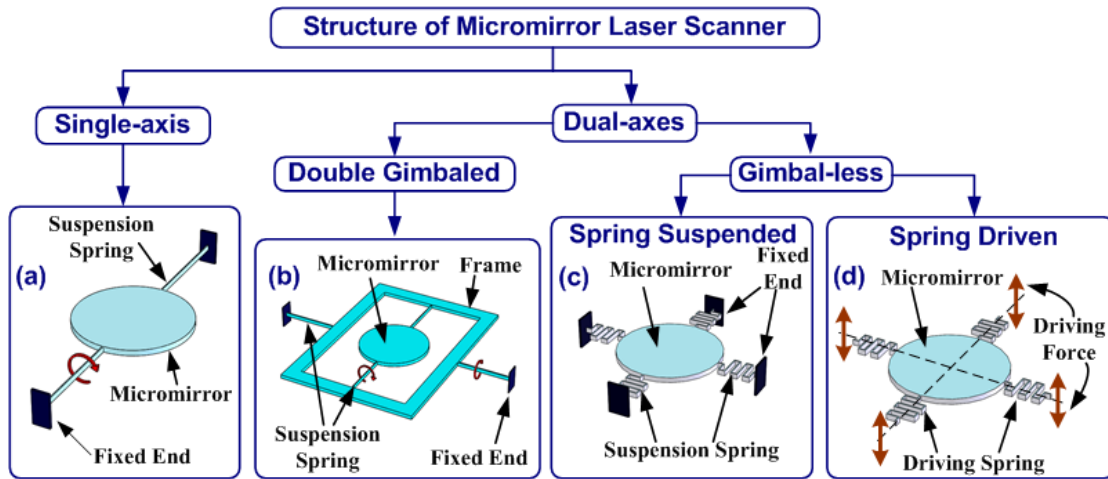 Structure of Micromirror Laser Scanner
Single-axis
Dual-axes
Double Gimbaled
Gimbal-less
(a)
Suspension
Spring
Micromirror
Fixed End
(b)
Micromirror
Frame
Suspension
Spring
Fixed End
Spring Suspended
(c)
Micromirror
Fixed
End
Suspension Spring
Spring Driven
(d)
Micromirror
Driving
Force
Driving Spring